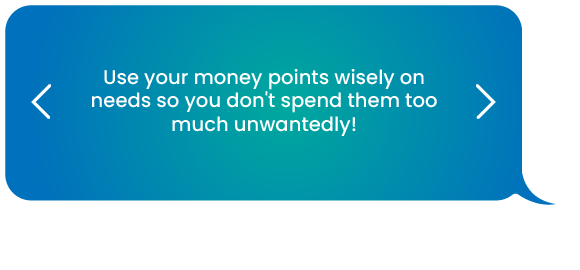 Use your money points wisely on
needs so you don't spend them too
much unwantedly!